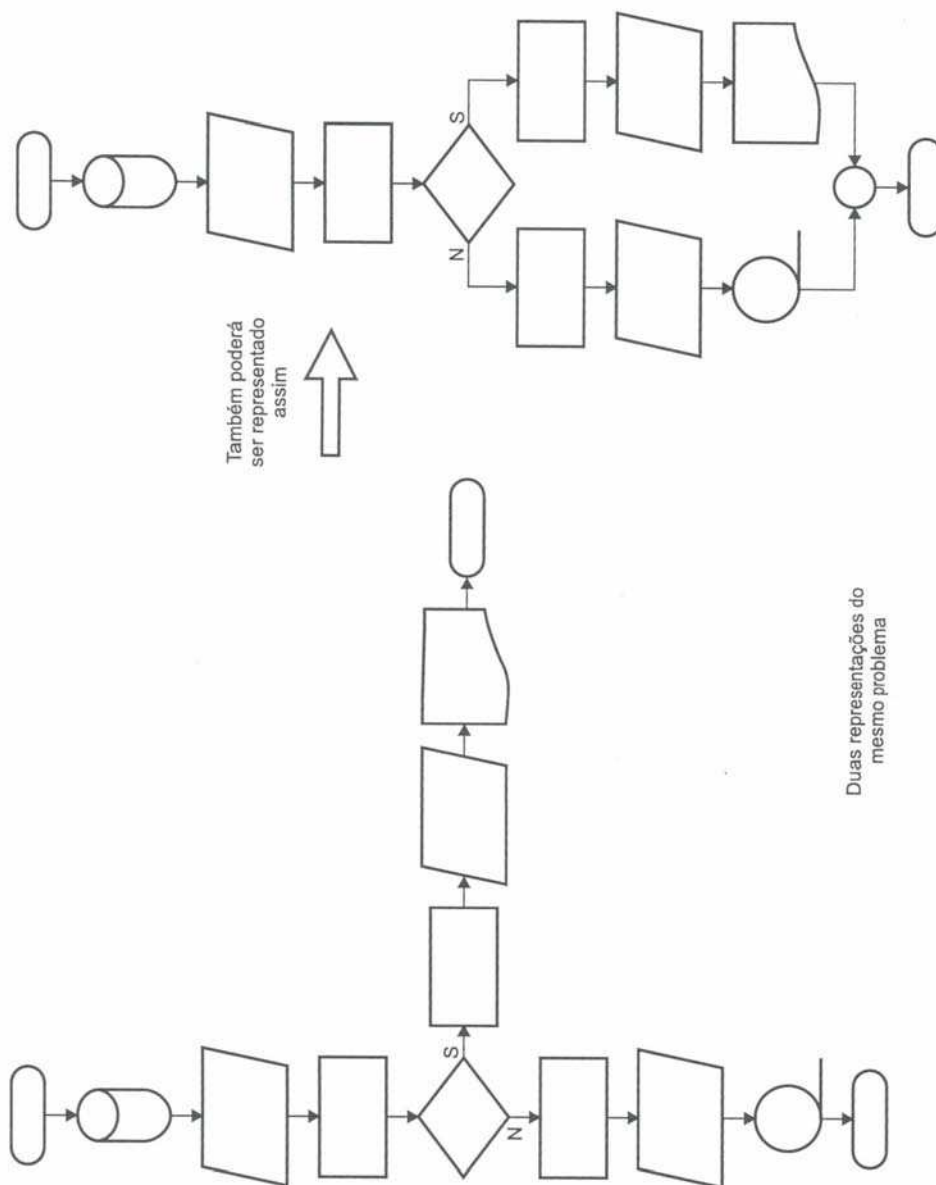 S
N
Também poderá
ser representado
assim
N
S
Duas representações do
mesmo problema